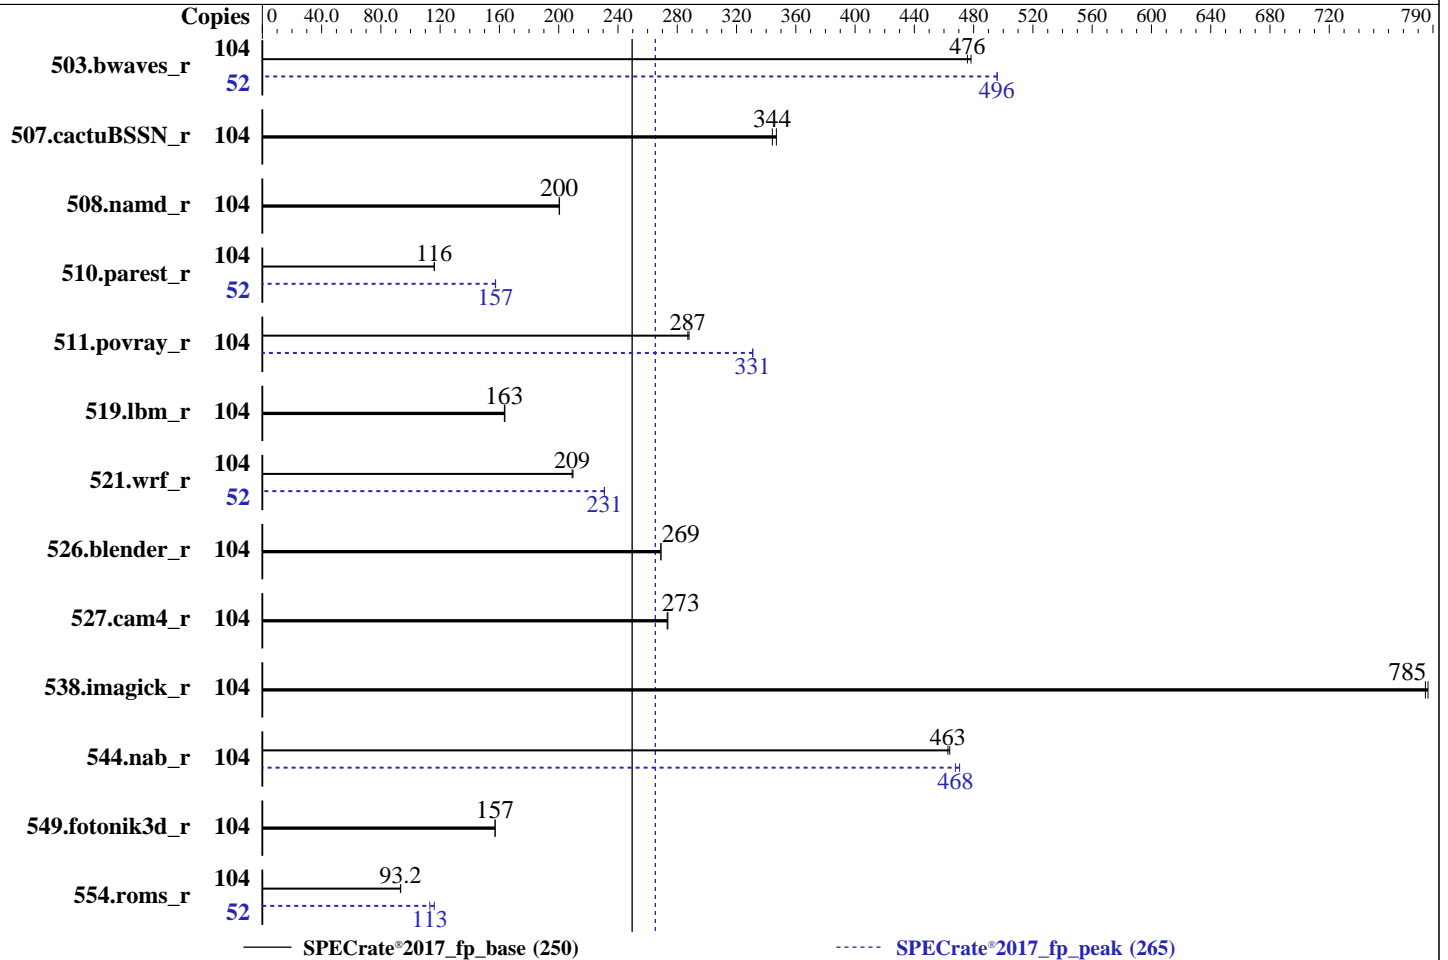 Copies 0 40.0 80.0 120 160 200 240 280 320 360 400 440 480 520 560 600 640 680 720 790
503.bwaves_r 104 476
52 496
507.cactuBSSN_r 104 344
508.namd_r 104 200
510.parest_r 104 116
52 157
511.povray_r 104 287
331
519.lbm_r 104 163
521.wrf_r 104 209
52 231
526.blender_r 104 269
527.cam4_r 104 273
538.imagick_r 104 785
544.nab_r 104 463
468
549.fotonik3d_r 104 157
554.roms_r 104 93.2
52 113
SPECrate®2017_fp_base (250) SPECrate®2017_fp_peak (265)